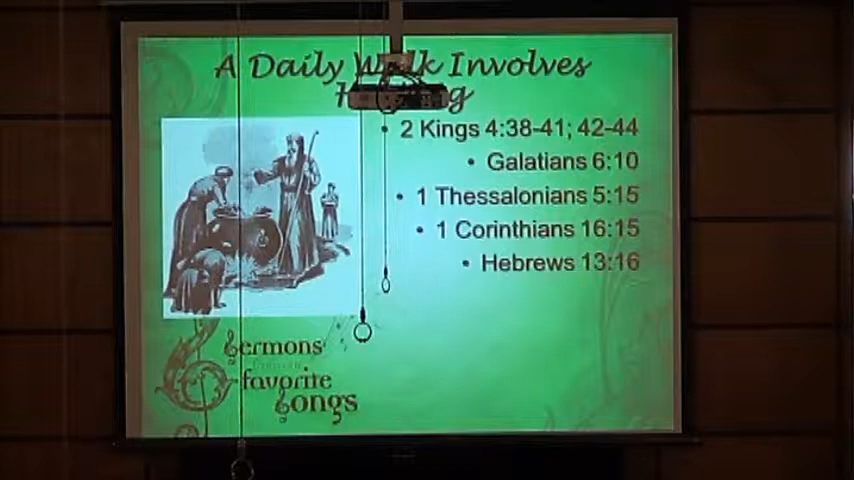 A Daily Walk Involves
• 2 Kings 4:38-41; 42-44
• Galatians 6:10
• 1 Thessalonians 5:15
• 1 Corinthians 16:15
• Hebrews 13:16
Sermons
favorite
Songs